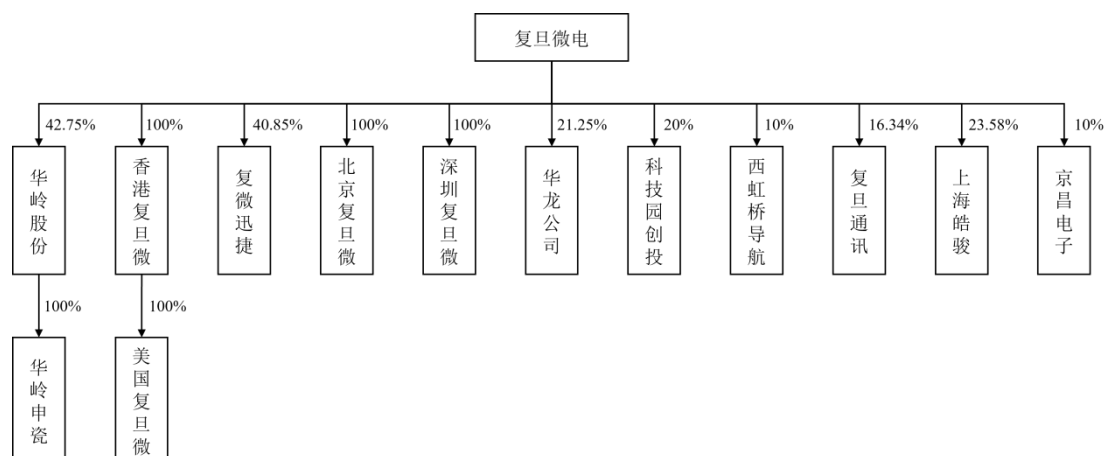 复旦微电
42.75%
100%
40.85%
100%
100%
21.25%
20%
10%
16.34%
23.58%
10%
华岭股份
香港复旦微
复微迅捷
北京复旦微
深圳复旦微
华龙公司
科技园创投
西虹桥导航
复旦通讯
上海皓骏
京昌电子
100%
100%
华岭申瓷
美国复旦微